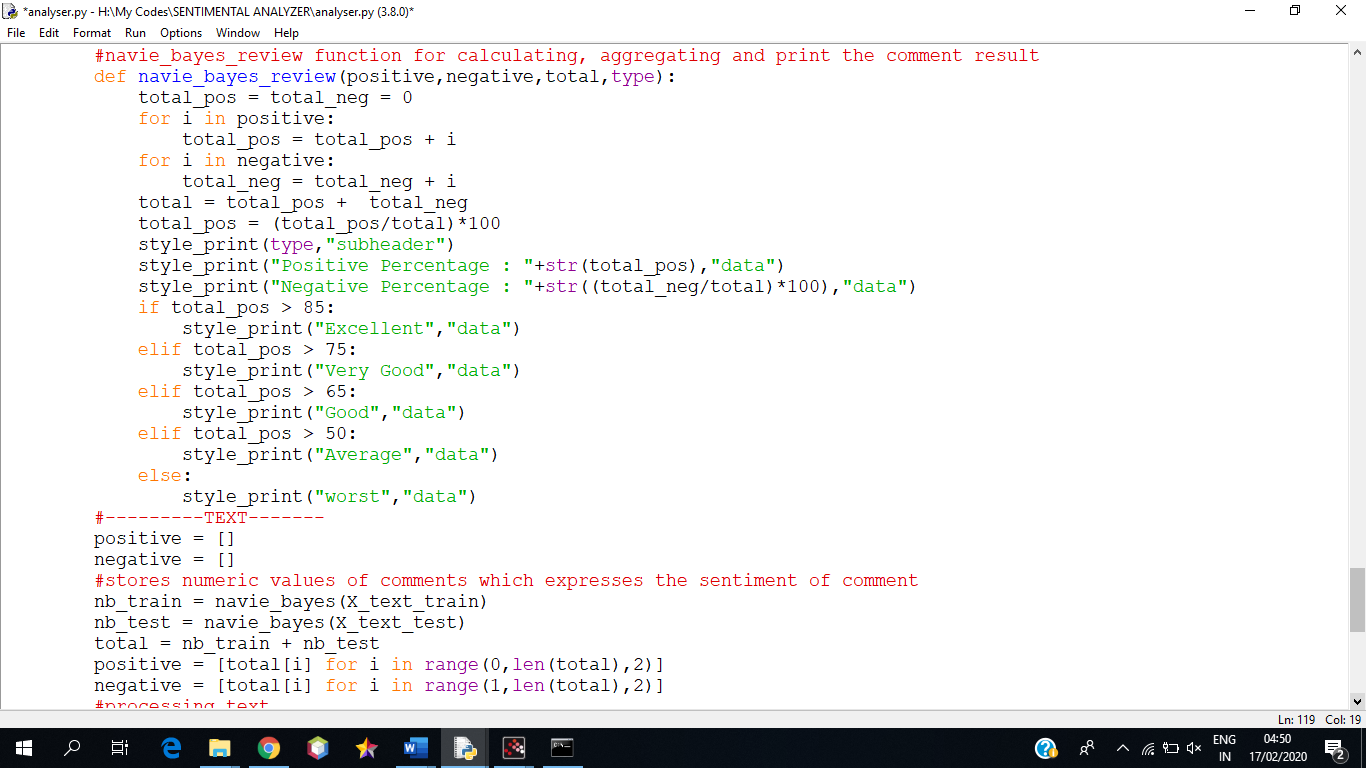 *analyser.py - H:\My Codes\SENTIMENTAL ANALYZER\analyser.py (3.8.0)*
File Edit Format Run Options Window Help
#navie_bayes_review function for calculating, aggregating and print the comment result
def navie_bayes_review(positive,negative,total,type):
    total_pos = total_neg = 0
    for i in positive:
        total_pos = total_pos + i
    for i in negative:
        total_neg = total_neg + i
    total = total_pos +  total_neg
    total_pos = (total_pos/total)*100
    style_print(type,"subheader")
    style_print("Positive Percentage : "+str(total_pos),"data")
    style_print("Negative Percentage : "+str((total_neg/total)*100),"data")
    if total_pos > 85:
        style_print("Excellent","data")
    elif total_pos > 75:
        style_print("Very Good","data")
    elif total_pos > 65:
        style_print("Good","data")
    elif total_pos > 50:
        style_print("Average","data")
    else:
        style_print("worst","data")
#---------TEXT-------
positive = []
negative = []
#stores numeric values of comments which expresses the sentiment of comment
nb_train = navie_bayes(X_text_train)
nb_test = navie_bayes(X_text_test)
total = nb_train + nb_test
positive = [total[i] for i in range(0,len(total),2)]
negative = [total[i] for i in range(1,len(total),2)]
#processing text
Ln: 119 Col: 19
ENG
IN
04:50
17/02/2020
2